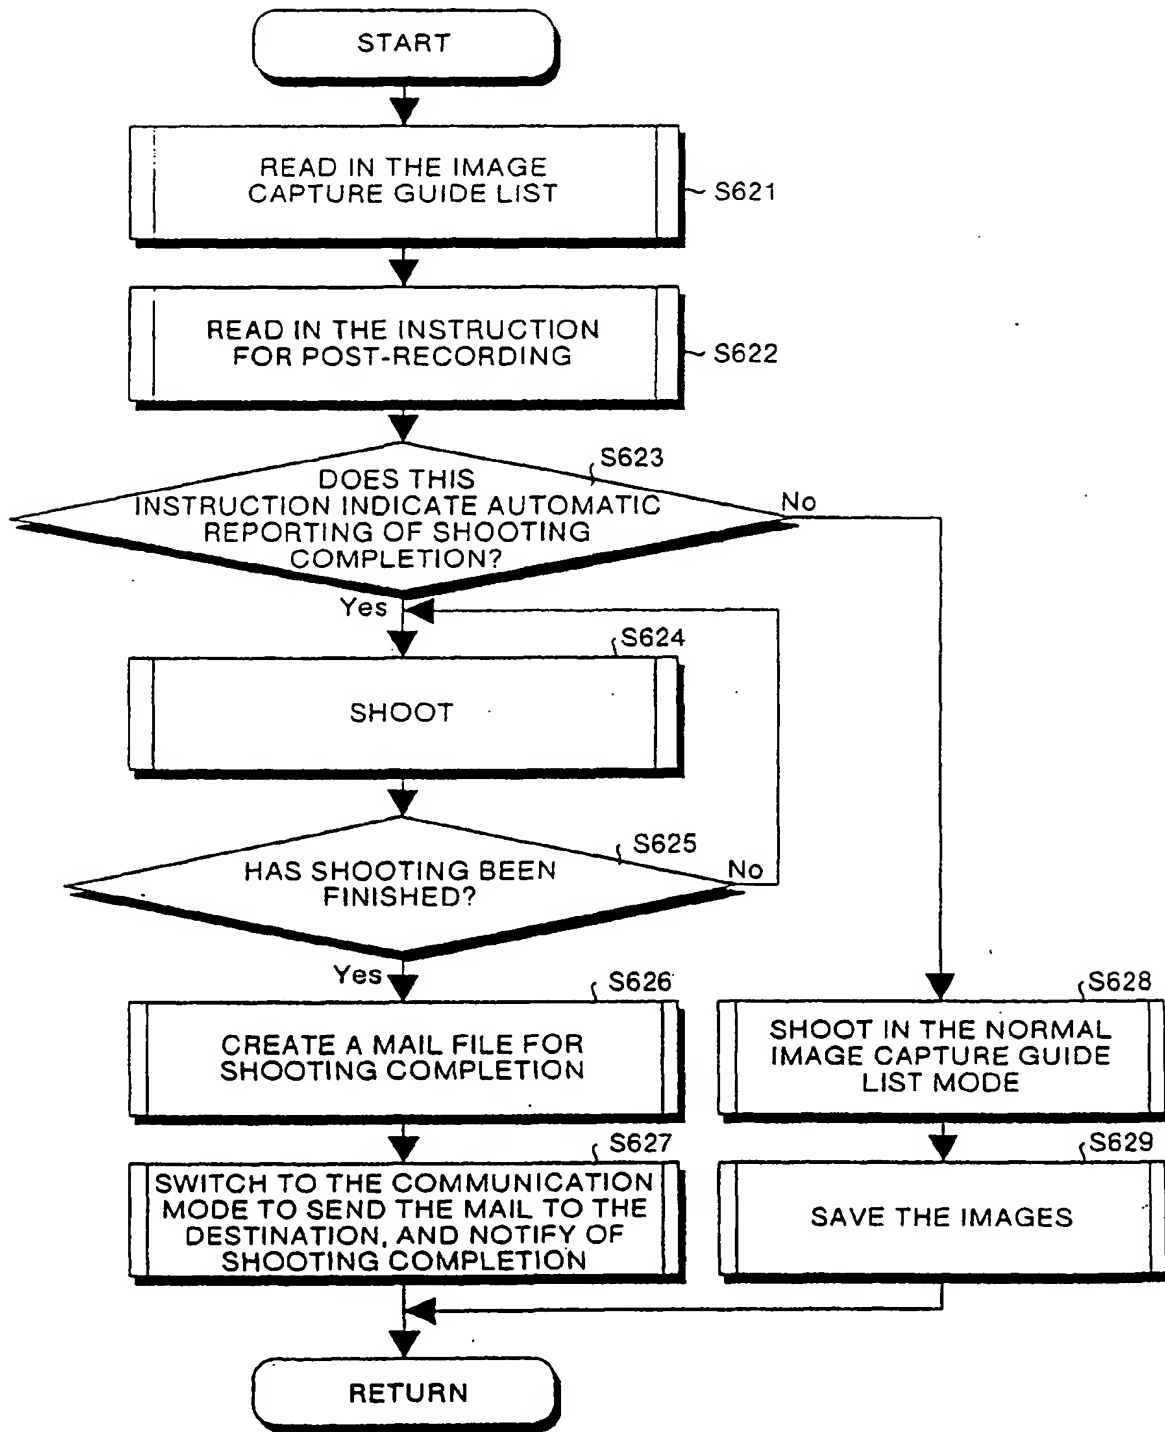 START
READ IN THE IMAGE
CAPTURE GUIDE LIST
S621
READ IN THE INSTRUCTION
FOR POST-RECORDING
S622
S623
DOES THIS
INSTRUCTION INDICATE AUTOMATIC
REPORTING OF SHOOTING
COMPLETION?
No
Yes
S624
SHOOT
S625
HAS SHOOTING BEEN
FINISHED?
No
Yes
S626
CREATE A MAIL FILE FOR
SHOOTING COMPLETION
S628
SHOOT IN THE NORMAL
IMAGE CAPTURE GUIDE
LIST MODE
S627
SWITCH TO THE COMMUNICATION
MODE TO SEND THE MAIL TO THE
DESTINATION, AND NOTIFY OF
SHOOTING COMPLETION
S629
SAVE THE IMAGES
RETURN